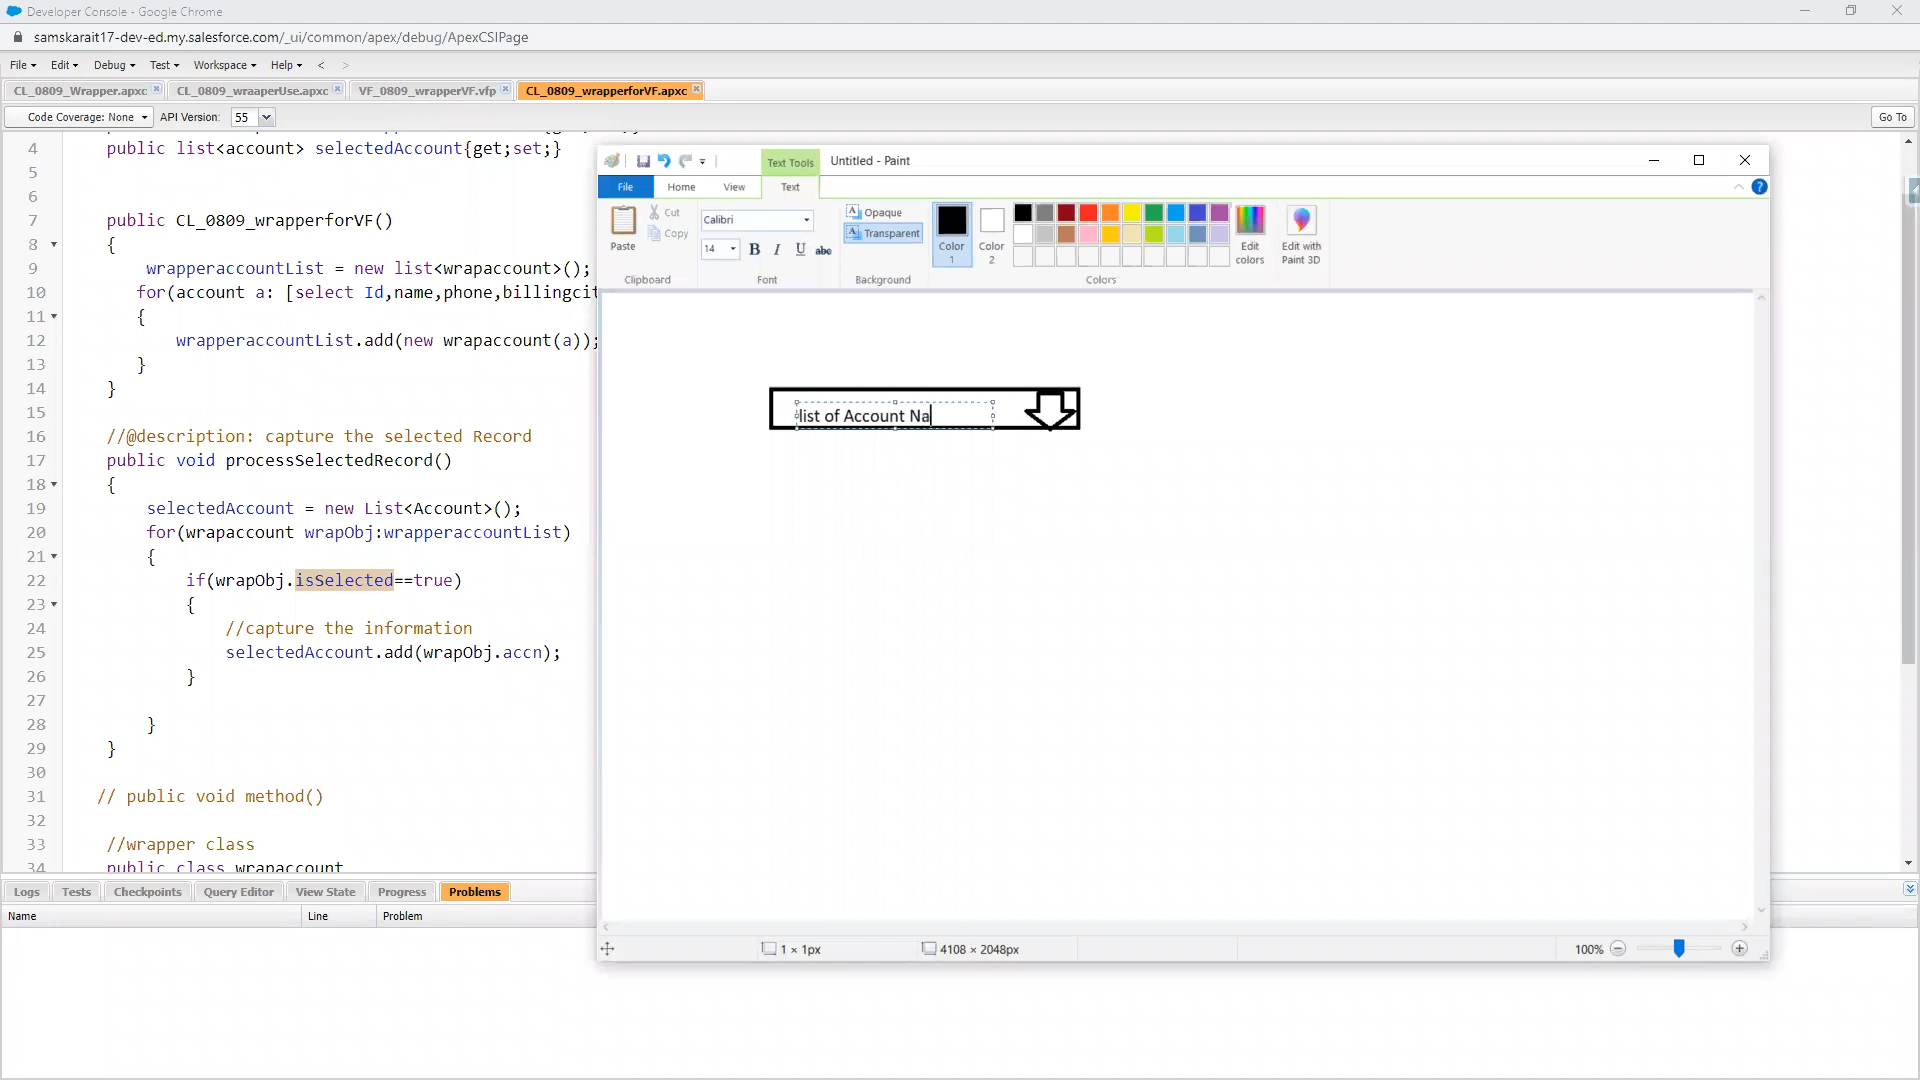 Developer Console - Google Chrome
samskarait17-dev-ed.my.salesforce.com/_ui/common/apex/debug/ApexCSIPage
File Edit Debug Test Workspace Help < >
CL_0809_Wrapper.apxc CL_0809_wraaperUse.apxc VF_0809_wrapperVF.vfp CL_0809_wrapperforVF.apxc
Code Coverage: None API Version: 55 Go To
4 public list<account> selectedAccount{get;set;}
5
6
7 public CL_0809_wrapperforVF()
8 {
9 wrapperaccountList = new list<wrapaccount>();
10 for(account a: [select Id,name,phone,billingcit
11 {
12 wrapperaccountList.add(new wrapaccount(a));
13 }
14 }
15
16 //@description: capture the selected Record
17 public void processSelectedRecord()
18 {
19 selectedAccount = new List<Account>();
20 for(wrapaccount wrapObj:wrapperaccountList)
21 {
22 if(wrapObj.isSelected==true)
23 {
24 //capture the information
25 selectedAccount.add(wrapObj.accn);
26 }
27
28 }
29 }
30
31 // public void method()
32
33 //wrapper class
34 public class wrapaccount
Logs Tests Checkpoints Query Editor View State Progress Problems
Name Line Problem
Text Tools Untitled - Paint
File Home View Text
Paste Cut Copy
Clipboard
Calibri
14 B I U abc
Font
Opaque
Transparent
Background
Color 1
Color 2
Edit colors
Edit with Paint 3D
Colors
list of Account Na
1 × 1px 4108 × 2048px 100%